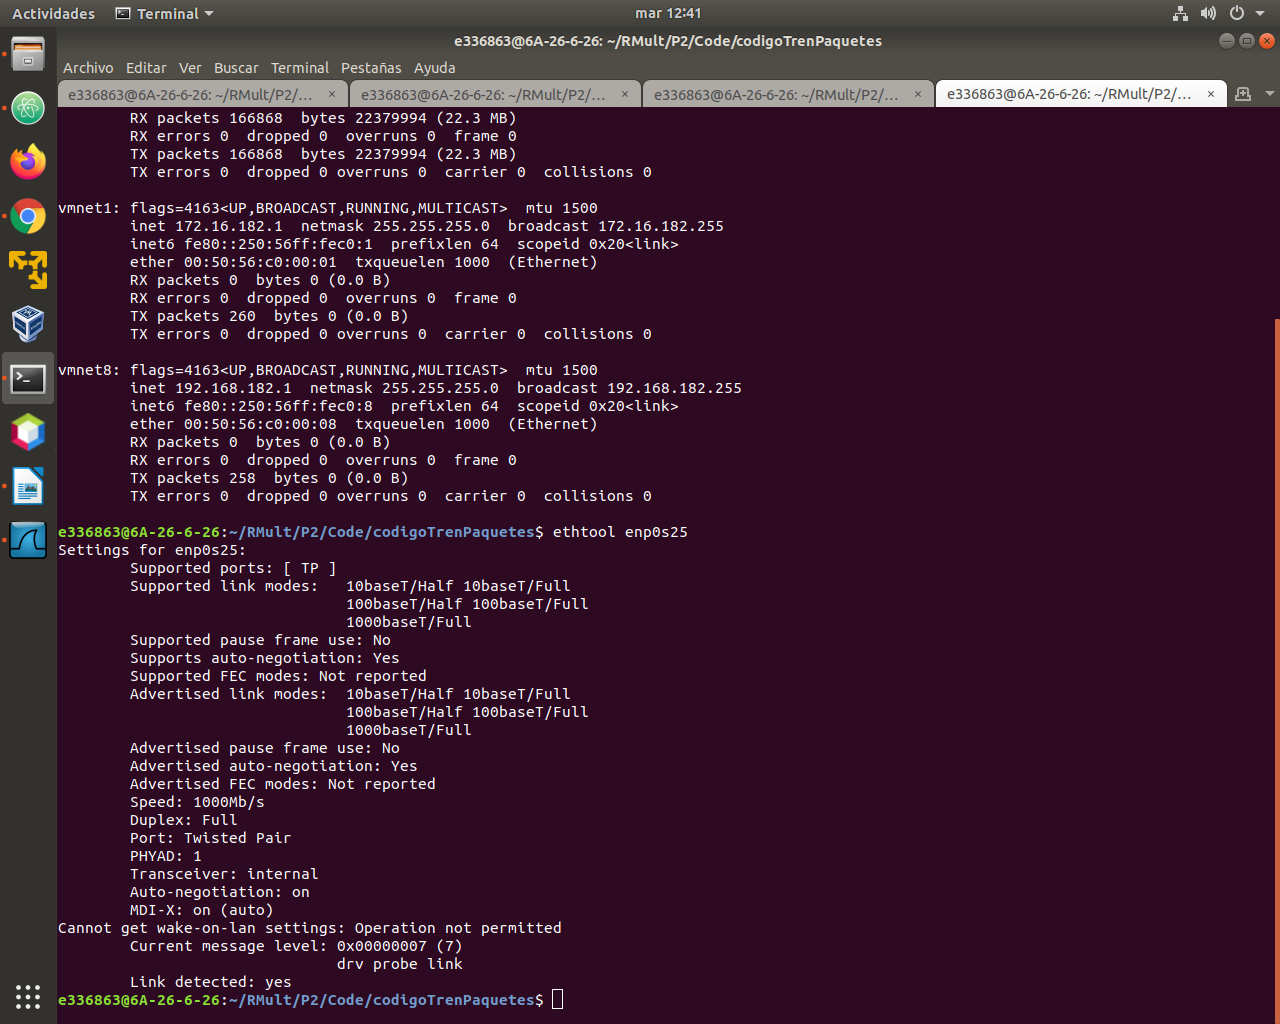 Actividades Terminal mar 12:41
e336863@6A-26-6-26: ~/RMult/P2/Code/codigoTrenPaquetes
Archivo Editar Ver Buscar Terminal Pestañas Ayuda
e336863@6A-26-6-26: ~/RMult/P2/... × e336863@6A-26-6-26: ~/RMult/P2/... × e336863@6A-26-6-26: ~/RMult/P2/... × e336863@6A-26-6-26: ~/RMult/P2/... ×
RX packets 166868  bytes 22379994 (22.3 MB)
RX errors 0  dropped 0  overruns 0  frame 0
TX packets 166868  bytes 22379994 (22.3 MB)
TX errors 0  dropped 0 overruns 0  carrier 0  collisions 0
vmnet1: flags=4163<UP,BROADCAST,RUNNING,MULTICAST>  mtu 1500
inet 172.16.182.1  netmask 255.255.255.0  broadcast 172.16.182.255
inet6 fe80::250:56ff:fec0:1  prefixlen 64  scopeid 0x20<link>
ether 00:50:56:c0:00:01  txqueuelen 1000  (Ethernet)
RX packets 0  bytes 0 (0.0 B)
RX errors 0  dropped 0  overruns 0  frame 0
TX packets 260  bytes 0 (0.0 B)
TX errors 0  dropped 0 overruns 0  carrier 0  collisions 0
vmnet8: flags=4163<UP,BROADCAST,RUNNING,MULTICAST>  mtu 1500
inet 192.168.182.1  netmask 255.255.255.0  broadcast 192.168.182.255
inet6 fe80::250:56ff:fec0:8  prefixlen 64  scopeid 0x20<link>
ether 00:50:56:c0:00:08  txqueuelen 1000  (Ethernet)
RX packets 0  bytes 0 (0.0 B)
RX errors 0  dropped 0  overruns 0  frame 0
TX packets 258  bytes 0 (0.0 B)
TX errors 0  dropped 0 overruns 0  carrier 0  collisions 0
e336863@6A-26-6-26:~/RMult/P2/Code/codigoTrenPaquetes$ ethtool enp0s25
Settings for enp0s25:
Supported ports: [ TP ]
Supported link modes:   10baseT/Half 10baseT/Full
100baseT/Half 100baseT/Full
1000baseT/Full
Supported pause frame use: No
Supports auto-negotiation: Yes
Supported FEC modes: Not reported
Advertised link modes:  10baseT/Half 10baseT/Full
100baseT/Half 100baseT/Full
1000baseT/Full
Advertised pause frame use: No
Advertised auto-negotiation: Yes
Advertised FEC modes: Not reported
Speed: 1000Mb/s
Duplex: Full
Port: Twisted Pair
PHYAD: 1
Transceiver: internal
Auto-negotiation: on
MDI-X: on (auto)
Cannot get wake-on-lan settings: Operation not permitted
Current message level: 0x00000007 (7)
drv probe link
Link detected: yes
e336863@6A-26-6-26:~/RMult/P2/Code/codigoTrenPaquetes$